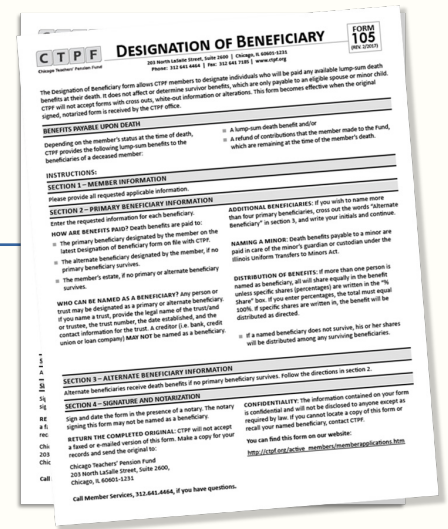 CTPF
Chicago Teachers' Pension Fund
DESIGNATION OF BENEFICIARY
203 North LaSalle Street, Suite 2600 | Chicago, IL 60601-1231
Phone: 312 641 4464 | Fax: 312 641 7185 | www.ctpf.org
FORM
105
(REV. 2/2017)
The Designation of Beneficiary form allows CTPF members to designate individuals who will be paid any available lump-sum death
benefits at their death. It does not affect or determine survivor benefits, which are only payable to an eligible spouse or minor child.
CTPF will not accept forms with cross outs, white-out information or alterations. This form becomes effective when the original
signed, notarized form is received by the CTPF office.
BENEFITS PAYABLE UPON DEATH
Depending on the member's status at the time of death,
CTPF provides the following lump-sum benefits to the
beneficiaries of a deceased member:
A lump-sum death benefit and/or
A refund of contributions that the member made to the Fund,
which are remaining at the time of the member's death.
INSTRUCTIONS:
SECTION 1 – MEMBER INFORMATION
Please provide all requested applicable information.
SECTION 2 – PRIMARY BENEFICIARY INFORMATION
Enter the requested information for each beneficiary.
HOW ARE BENEFITS PAID? Death benefits are paid to:
The primary beneficiary designated by the member on the
latest Designation of Beneficiary form on file with CTPF.
The alternate beneficiary designated by the member, if no
primary beneficiary survives.
The member's estate, if no primary or alternate beneficiary
survives.
WHO CAN BE NAMED AS A BENEFICIARY? Any person or
trust may be designated as a primary or alternate beneficiary.
If you name a trust, provide the legal name of the trust/and
or trustee, the trust number, the date established, and the
contact information for the trust. A creditor (i.e. bank, credit
union or loan company) MAY NOT be named as a beneficiary.
ADDITIONAL BENEFICIARIES: If you wish to name more
than four primary beneficiaries, cross out the words "Alternate
Beneficiary" in section 3, and write your initials and continue.
NAMING A MINOR: Death benefits payable to a minor are
paid in care of the minor's guardian or custodian under the
Illinois Uniform Transfers to Minors Act.
DISTRIBUTION OF BENEFITS: If more than one person is
named as beneficiary, all will share equally in the benefit
unless specific shares (percentages) are written in the "%
Share" box. If you enter percentages, the total must equal
100%. If specific shares are written in, the benefit will be
distributed as directed.
If a named beneficiary does not survive, his or her shares
will be distributed among any surviving beneficiaries.
SECTION 3 – ALTERNATE BENEFICIARY INFORMATION
Alternate beneficiaries receive death benefits if no primary beneficiary survives. Follow the directions in section 2.
SECTION 4 – SIGNATURE AND NOTARIZATION
Sign and date the form in the presence of a notary. The notary
signing this form may not be named as a beneficiary.
RETURN THE COMPLETED ORIGINAL: CTPF will not accept
a faxed or e-mailed version of this form. Make a copy for your
records and send the original to:
Chicago Teachers' Pension Fund
203 North LaSalle Street, Suite 2600,
Chicago, IL 60601-1231
Call Member Services, 312.641.4464, if you have questions.
CONFIDENTIALITY: The information contained on your form
is confidential and will not be disclosed to anyone except as
required by law. If you cannot locate a copy of this form or
recall your named beneficiary, contact CTPF.
You can find this form on our website:
http://ctpf.org/active_members/memberapplications.htm